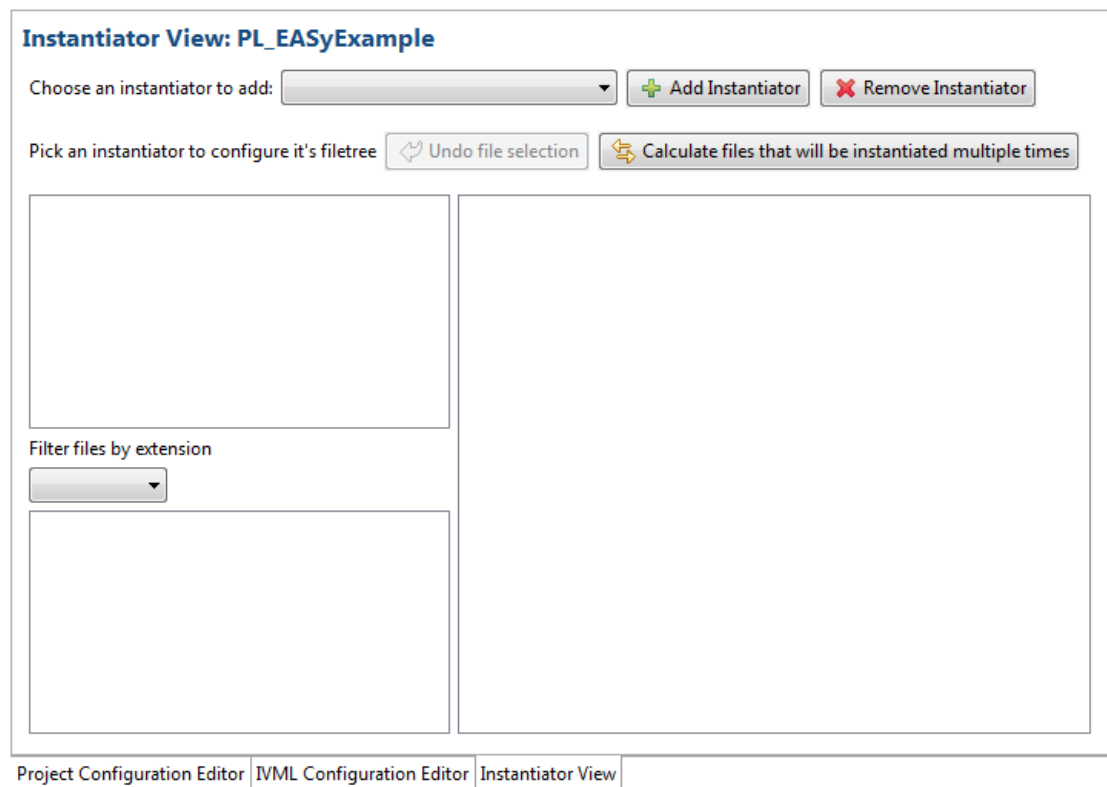 Instantiator View: PL_EASyExample
Choose an instantiator to add: Add Instantiator Remove Instantiator
Pick an instantiator to configure it's filetree Undo file selection Calculate files that will be instantiated multiple times
Filter files by extension
Project Configuration Editor IVML Configuration Editor Instantiator View